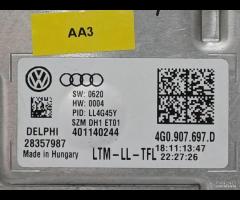 AA3
SW: 0620
HW: 0004
PID: LL4G45Y
SZM DH1 ET01
DELPHI 401140244
28357987
Made in Hungary
4G0.907.697.D
18:11:13:47
LTM-LL-TFL 22:27:26